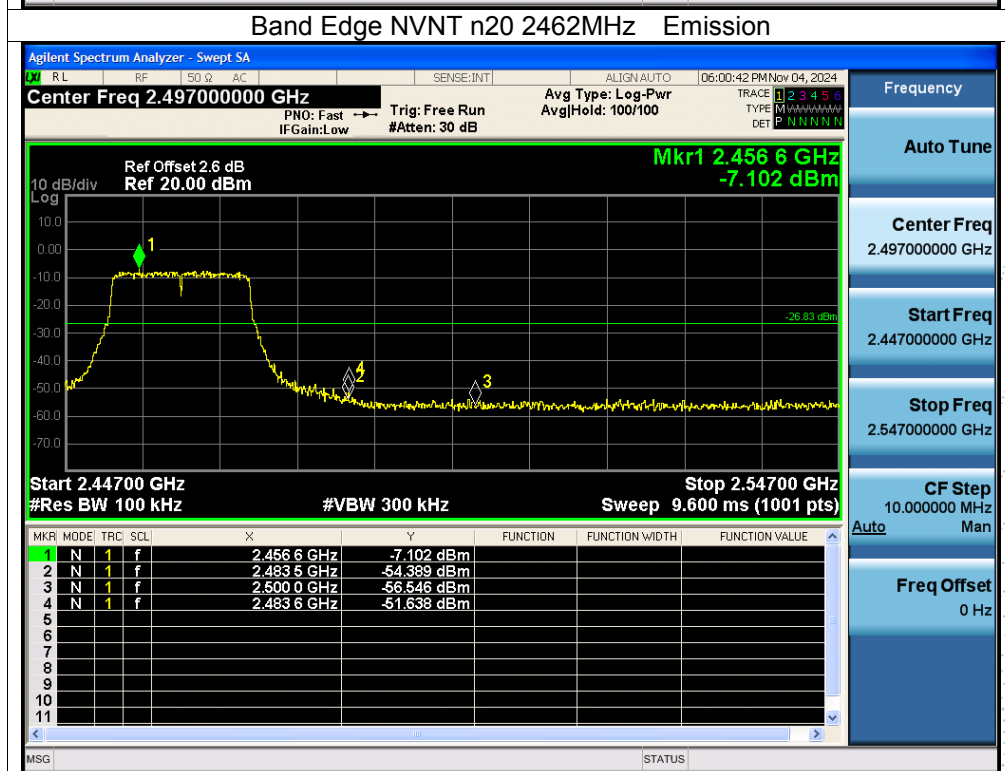 Band Edge NVNT n20 2462MHz Emission
Agilent Spectrum Analyzer - Swept SA
LXI RL RF 50 Ω AC SENSE:INT ALIGNAUTO 06:00:42 PM Nov 04, 2024
Center Freq 2.497000000 GHz
PNO: Fast
IFGain:Low
Trig: Free Run
#Atten: 30 dB
Avg Type: Log-Pwr
Avg|Hold: 100/100
TRACE 1 2 3 4 5 6
TYPE M
DET P N N N N N
Ref Offset 2.6 dB
10 dB/div Ref 20.00 dBm
Log
Mkr1 2.456 6 GHz
-7.102 dBm
10.0
0.00
-10.0
-20.0
-30.0
-40.0
-50.0
-60.0
-70.0
1
-26.83 dBm
4
2
3
Start 2.44700 GHz Stop 2.54700 GHz
#Res BW 100 kHz #VBW 300 kHz Sweep 9.600 ms (1001 pts)
MKR MODE TRC SCL X Y FUNCTION FUNCTION WIDTH FUNCTION VALUE
1 N 1 f 2.456 6 GHz -7.102 dBm
2 N 1 f 2.483 5 GHz -54.389 dBm
3 N 1 f 2.500 0 GHz -56.546 dBm
4 N 1 f 2.483 6 GHz -51.638 dBm
5
6
7
8
9
10
11
MSG STATUS
Frequency
Auto Tune
Center Freq
2.497000000 GHz
Start Freq
2.447000000 GHz
Stop Freq
2.547000000 GHz
CF Step
10.000000 MHz
Auto Man
Freq Offset
0 Hz